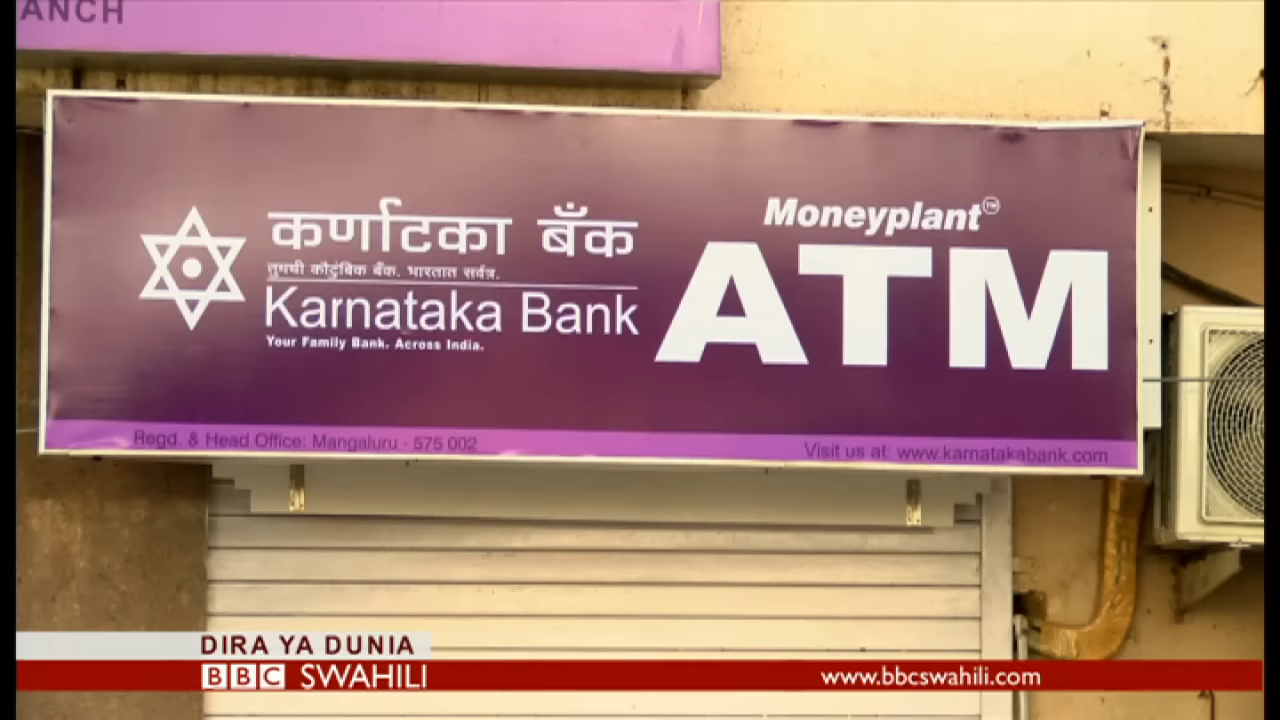 ANCH
कर्णाटका बँक
तुमची कौटुंबिक बँक. भारतात सर्वत्र.
Karnataka Bank
Your Family Bank. Across India.
Moneyplant™
ATM
Regd. & Head Office: Mangaluru - 575 002
Visit us at: www.karnatakabank.com
DIRA YA DUNIA
BBC SWAHILI
www.bbcswahili.com